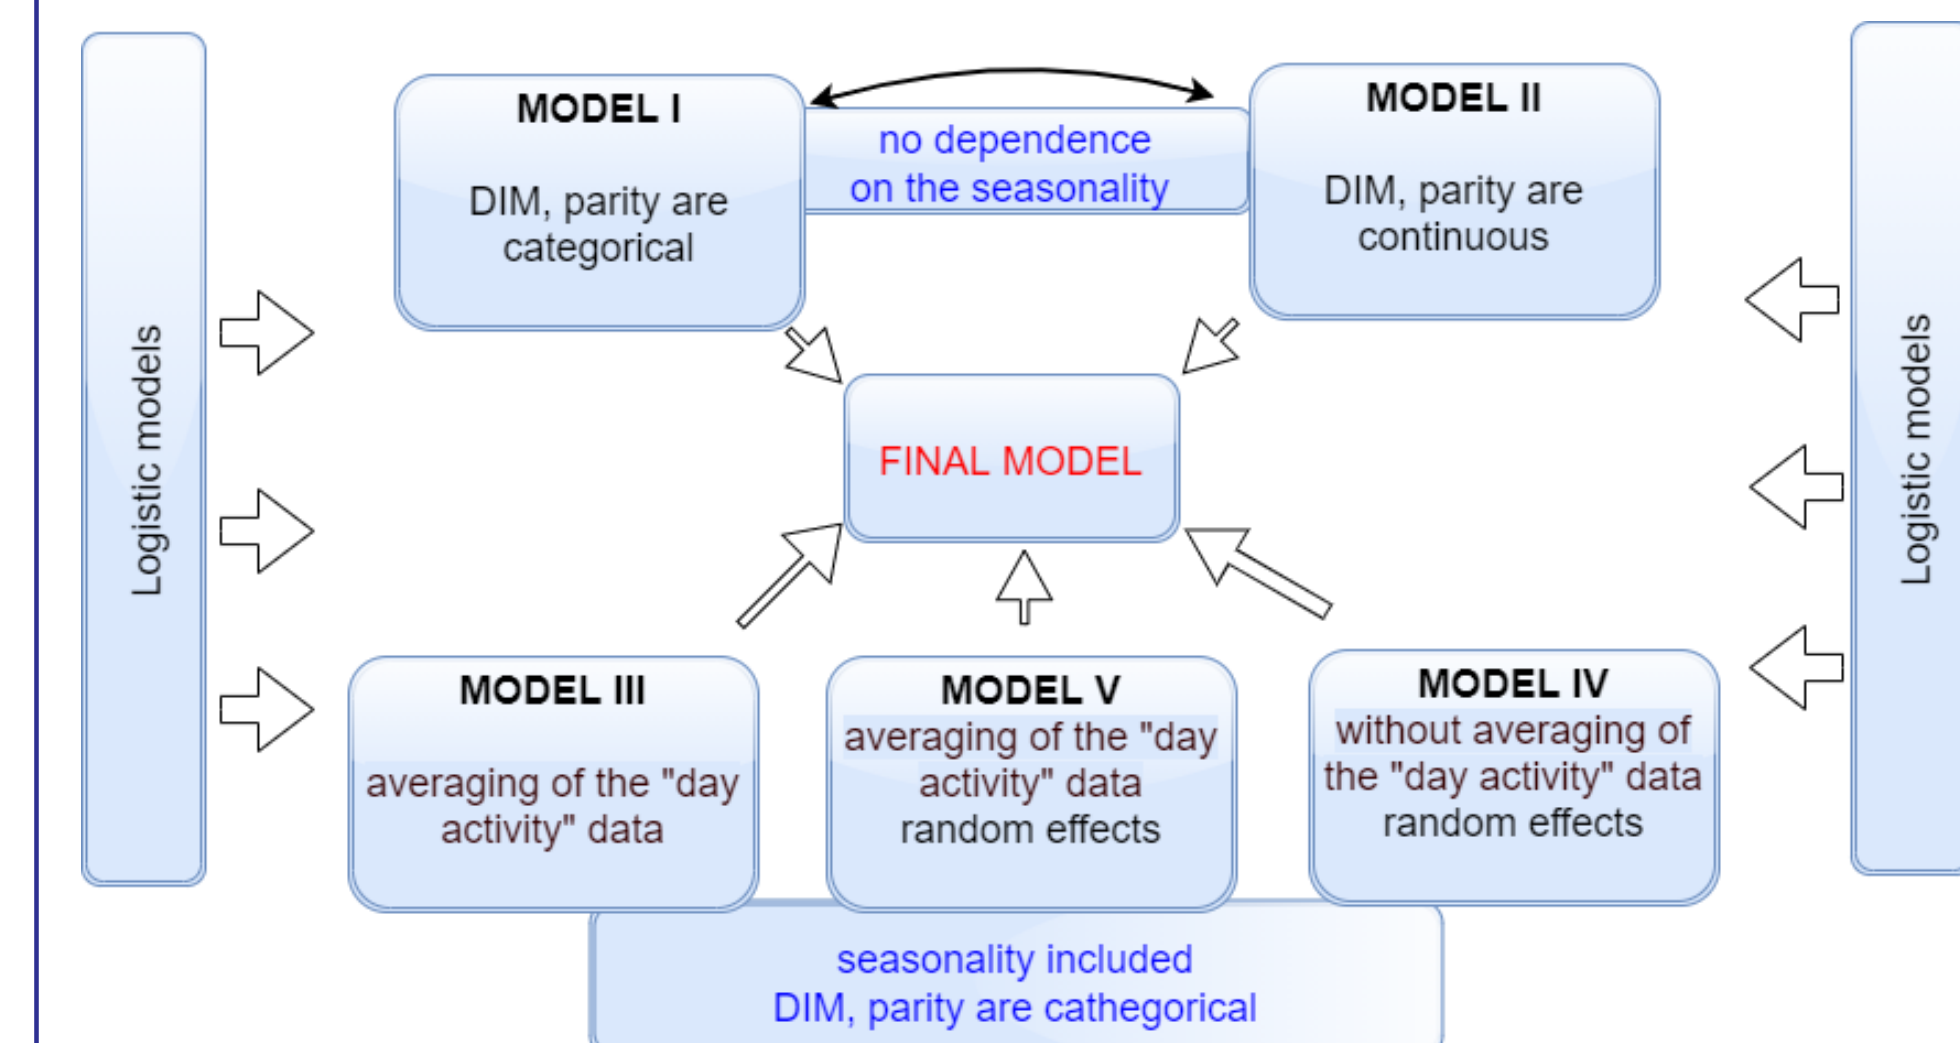 Logistic models
MODEL I
DIM, parity are
categorical
no dependence
on the seasonality
MODEL II
DIM, parity are
continuous
Logistic models
FINAL MODEL
MODEL III
averaging of the "day
activity" data
MODEL V
averaging of the "day
activity" data
random effects
MODEL IV
without averaging of
the "day activity" data
random effects
seasonality included
DIM, parity are cathegorical